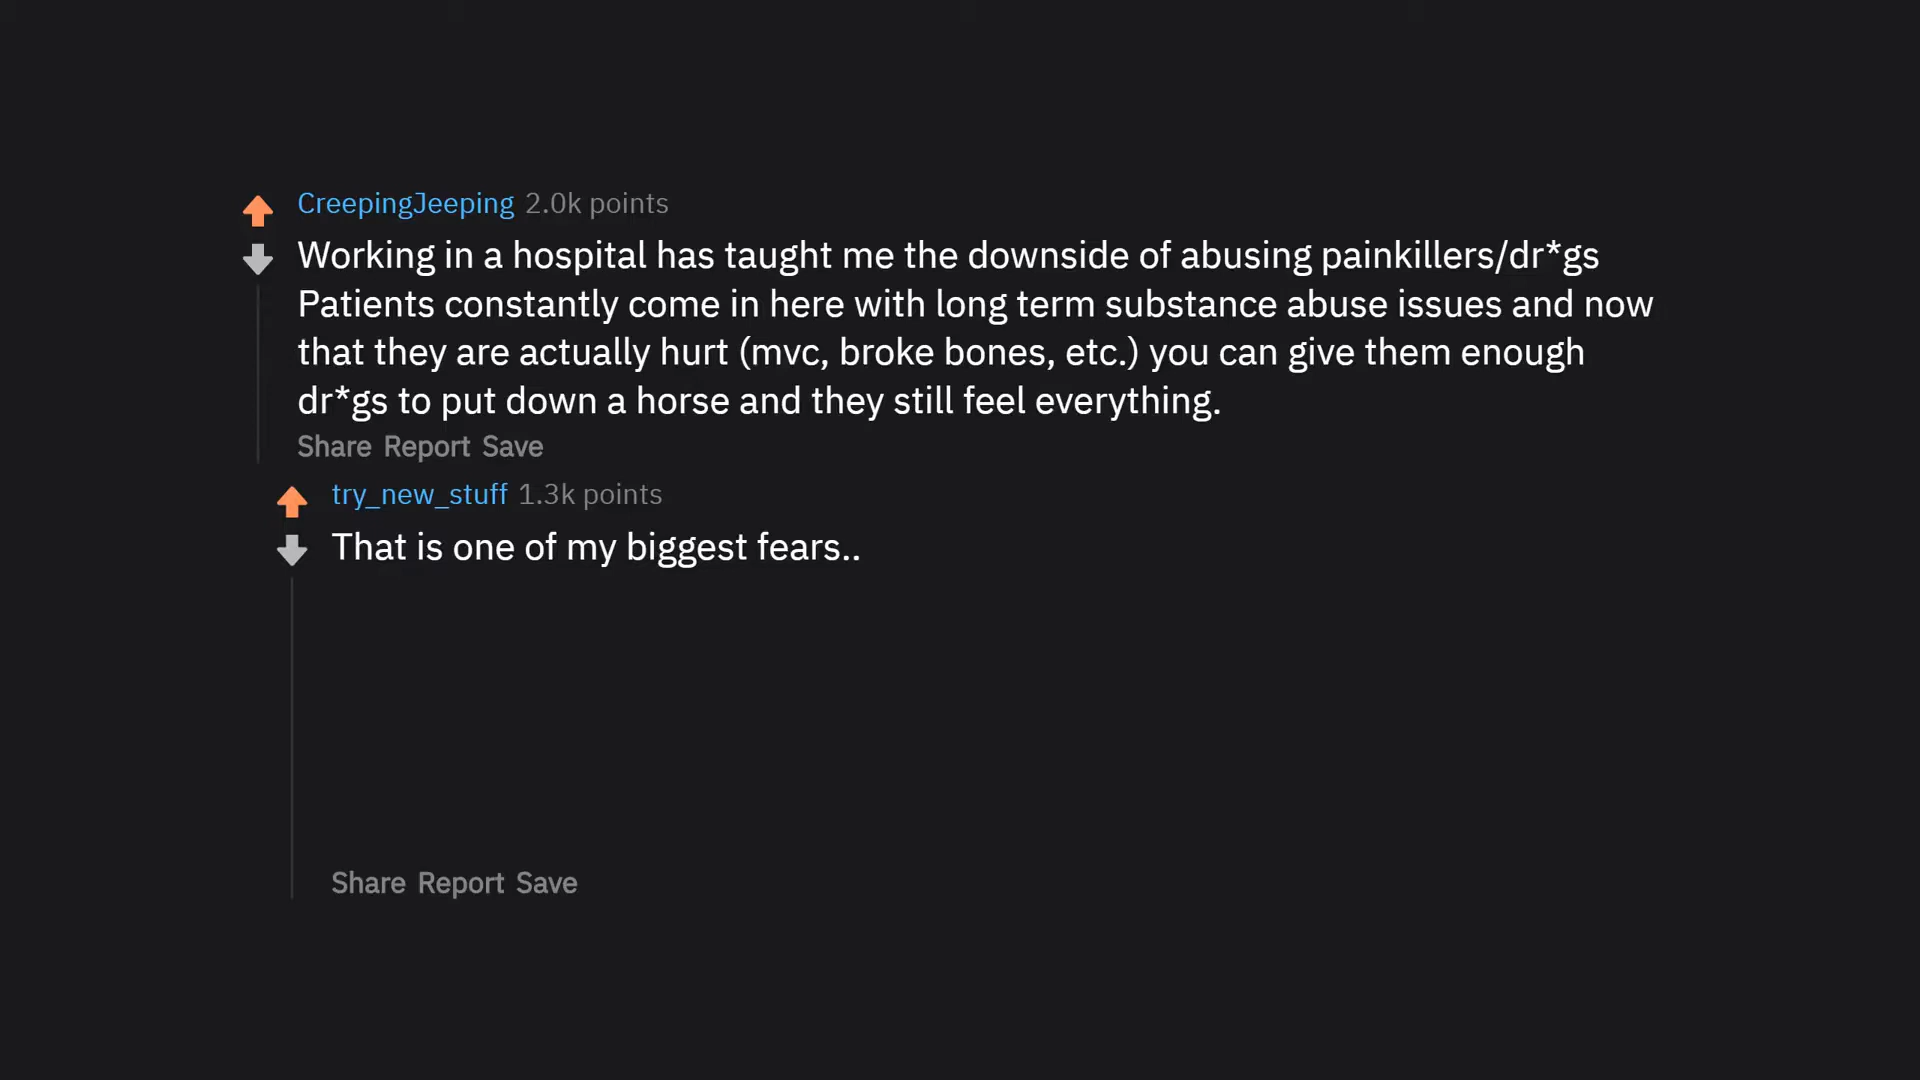 CreepingJeeping 2.0k points
Working in a hospital has taught me the downside of abusing painkillers/dr*gs
Patients constantly come in here with long term substance abuse issues and now
that they are actually hurt (mvc, broke bones, etc.) you can give them enough
dr*gs to put down a horse and they still feel everything.
Share Report Save
try_new_stuff 1.3k points
That is one of my biggest fears..
Share Report Save